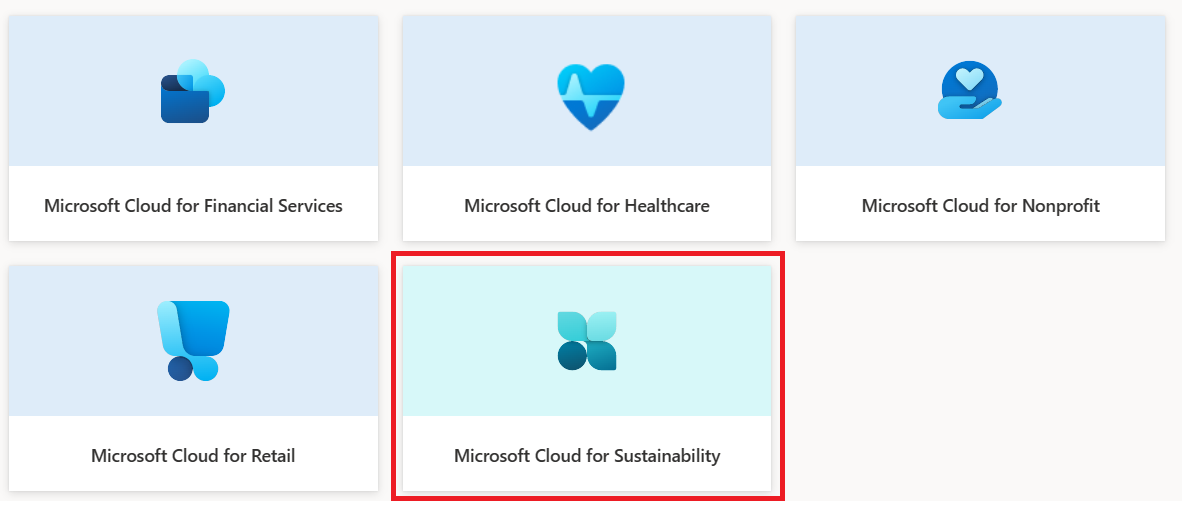 Microsoft Cloud for Financial Services
Microsoft Cloud for Healthcare
Microsoft Cloud for Nonprofit
Microsoft Cloud for Retail
Microsoft Cloud for Sustainability